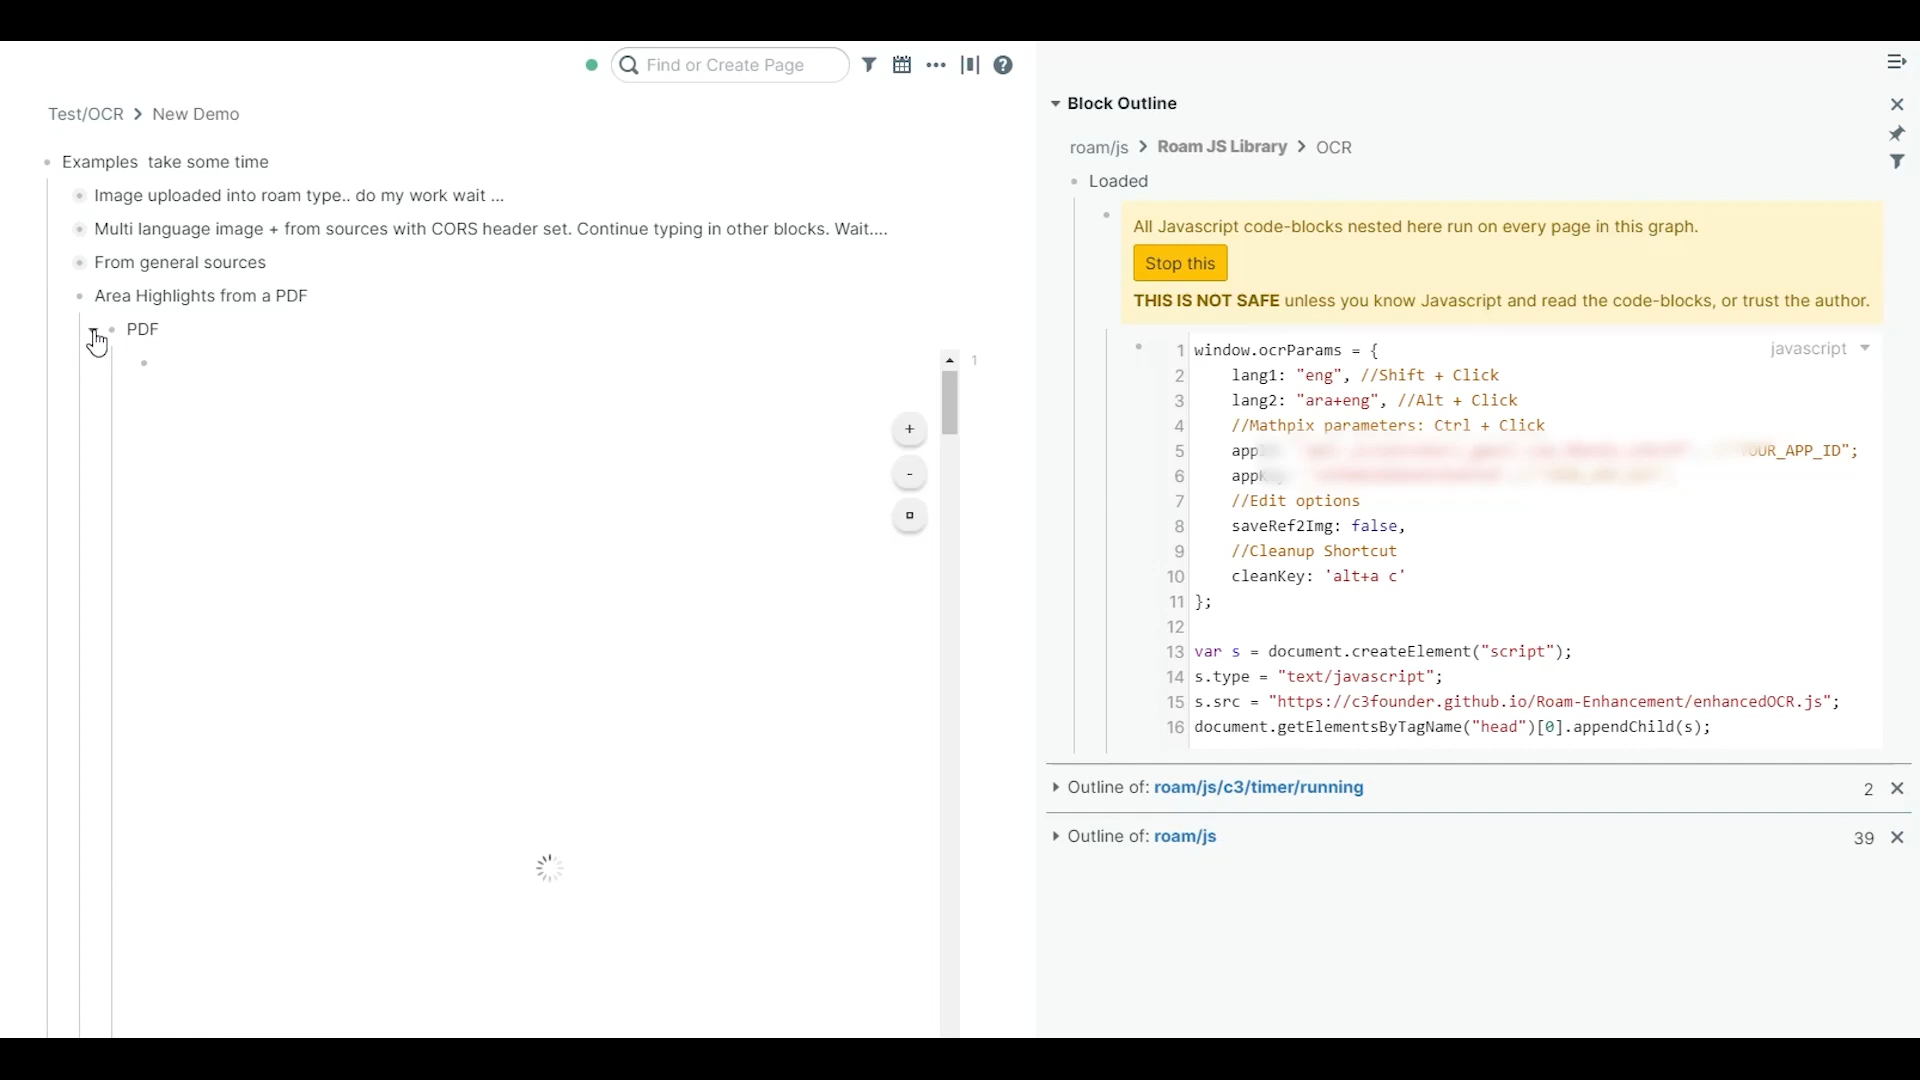 Find or Create Page
Test/OCR > New Demo
Examples take some time
Image uploaded into roam type.. do my work wait ...
Multi language image + from sources with CORS header set. Continue typing in other blocks. Wait....
From general sources
Area Highlights from a PDF
PDF
1
+
-
Block Outline
roam/js > Roam JS Library > OCR
Loaded
All Javascript code-blocks nested here run on every page in this graph.
Stop this
THIS IS NOT SAFE unless you know Javascript and read the code-blocks, or trust the author.
javascript
1 window.ocrParams = {
2 lang1: "eng", //Shift + Click
3 lang2: "ara+eng", //Alt + Click
4 //Mathpix parameters: Ctrl + Click
5 app OUR_APP_ID";
6 appK
7 //Edit options
8 saveRef2Img: false,
9 //Cleanup Shortcut
10 cleanKey: 'alt+a c'
11 };
12
13 var s = document.createElement("script");
14 s.type = "text/javascript";
15 s.src = "https://c3founder.github.io/Roam-Enhancement/enhancedOCR.js";
16 document.getElementsByTagName("head")[0].appendChild(s);
Outline of: roam/js/c3/timer/running 2
Outline of: roam/js 39